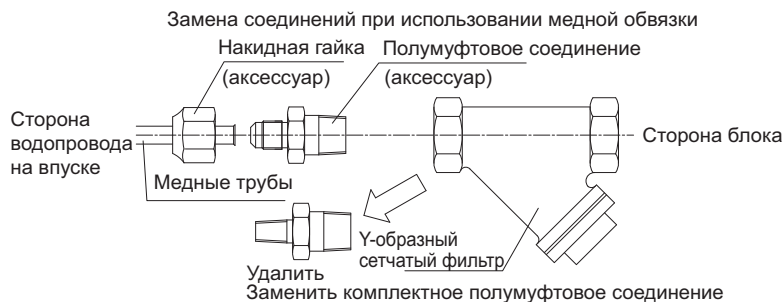 Замена соединений при использовании медной обвязки
Накидная гайка
(аксессуар)
Полумуфтовое соединение
(аксессуар)
Сторона
водопровода
на впуске
Сторона блока
Медные трубы
Y-образный
сетчатый фильтр
Удалить
Заменить комплектное полумуфтовое соединение